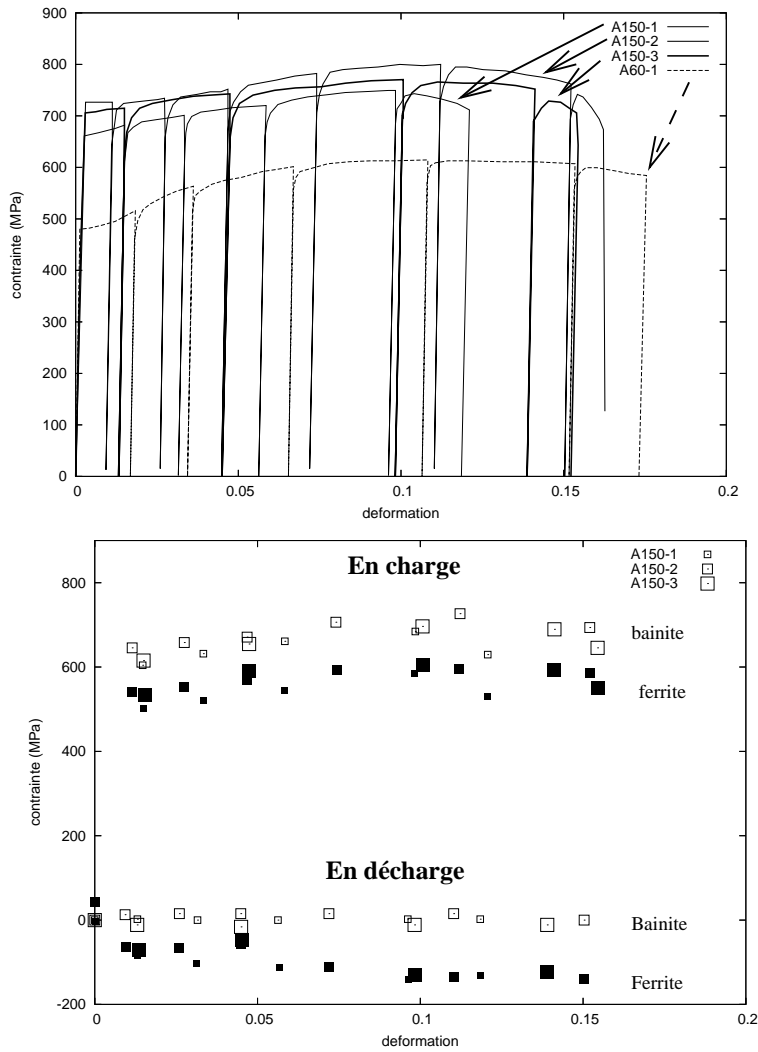 900
800
700
600
500
400
300
200
100
0
contrainte (MPa)
0
0.05
0.1
0.15
0.2
deformation
A150-1
A150-2
A150-3
A60-1
En charge
A150-1
A150-2
A150-3
bainite
ferrite
800
600
400
200
0
-200
contrainte (MPa)
En décharge
Bainite
Ferrite
0
0.05
0.1
0.15
0.2
deformation